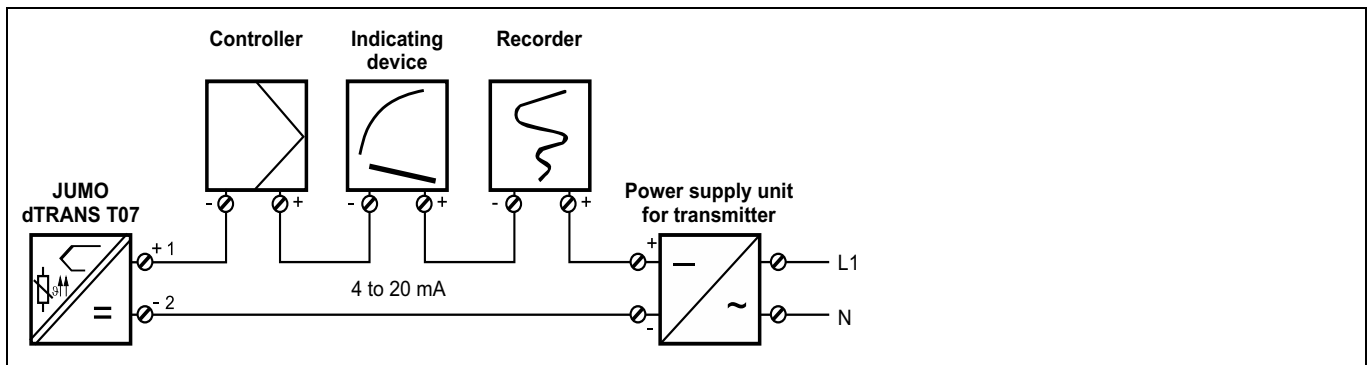 Controller
Indicating
device
Recorder
JUMO
dTRANS T07
Power supply unit
for transmitter
- +
- +
- +
+ 1
- 2
4 to 20 mA
+
-
L1
N